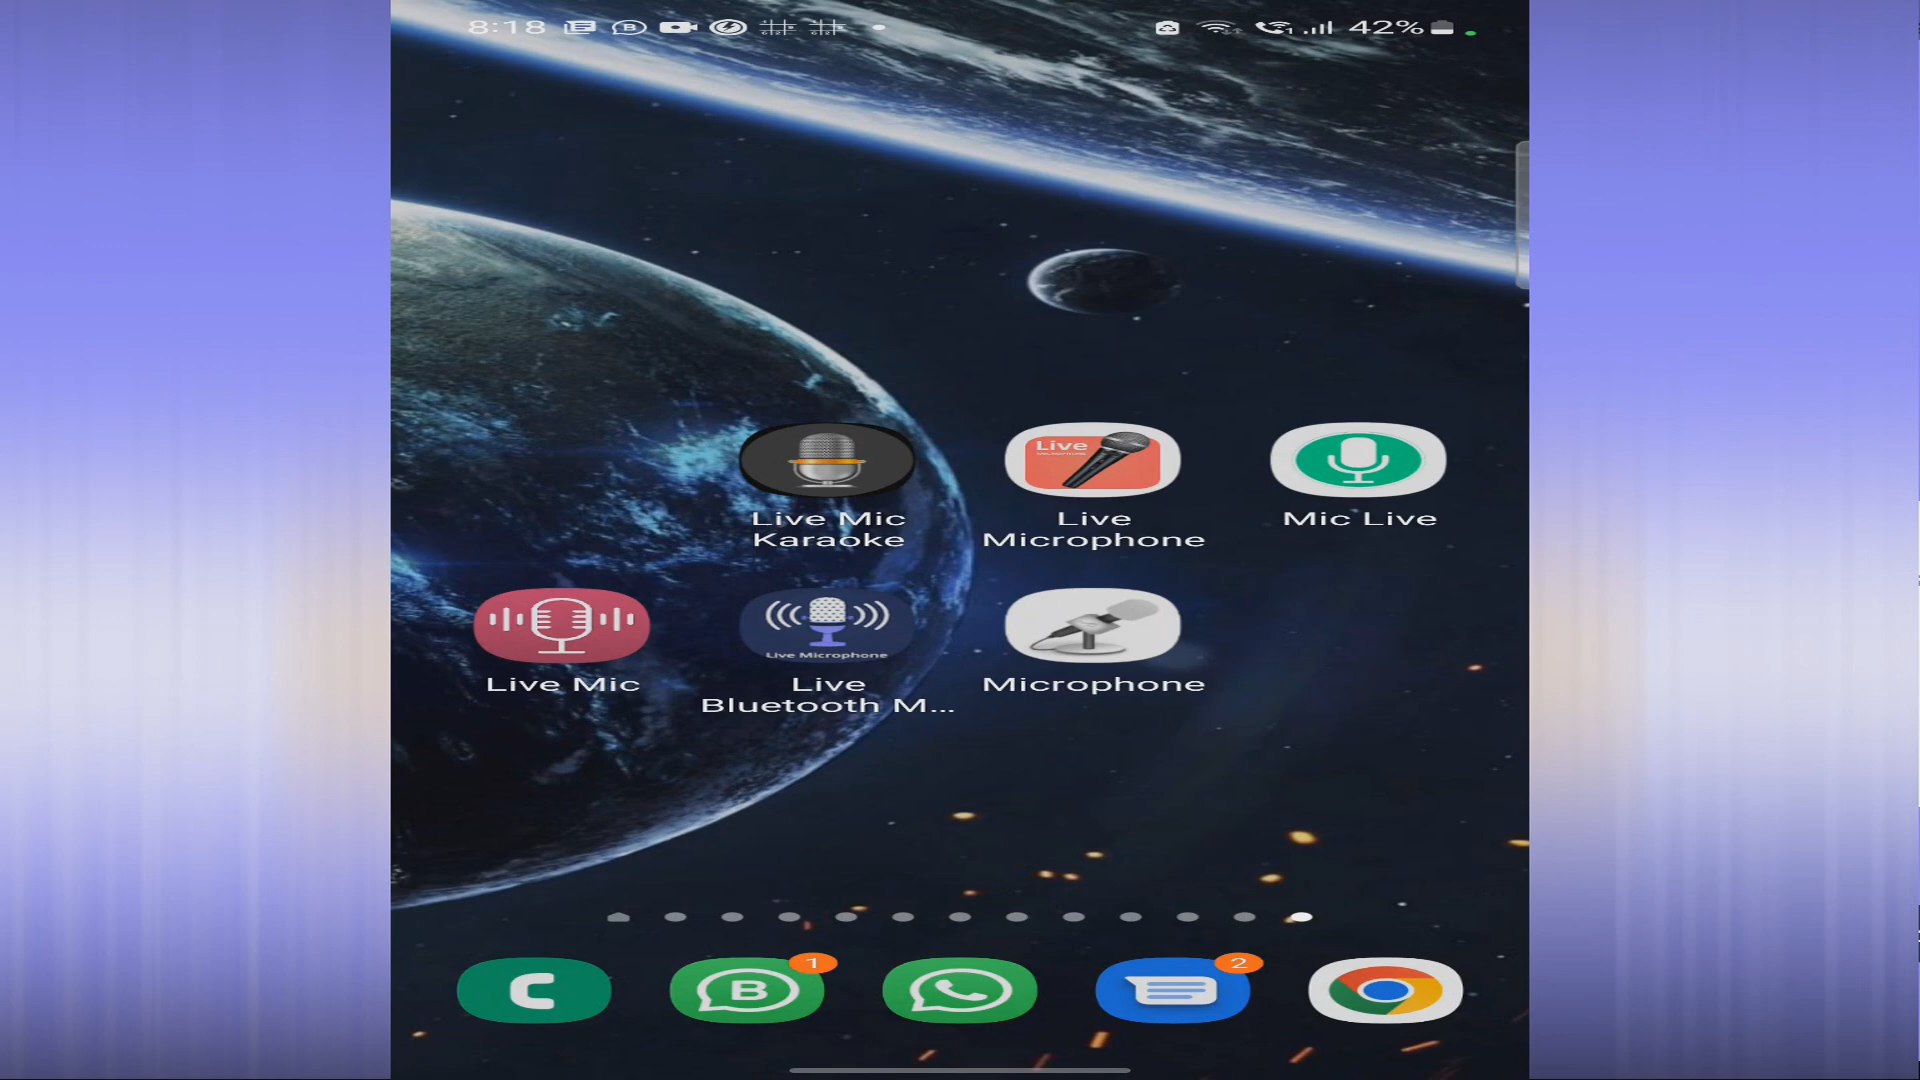 8:18
42%
Live
Live Mic
Karaoke
Live
Microphone
Mic Live
Live Microphone
Live Mic
Live
Bluetooth M...
Microphone
1
B
2